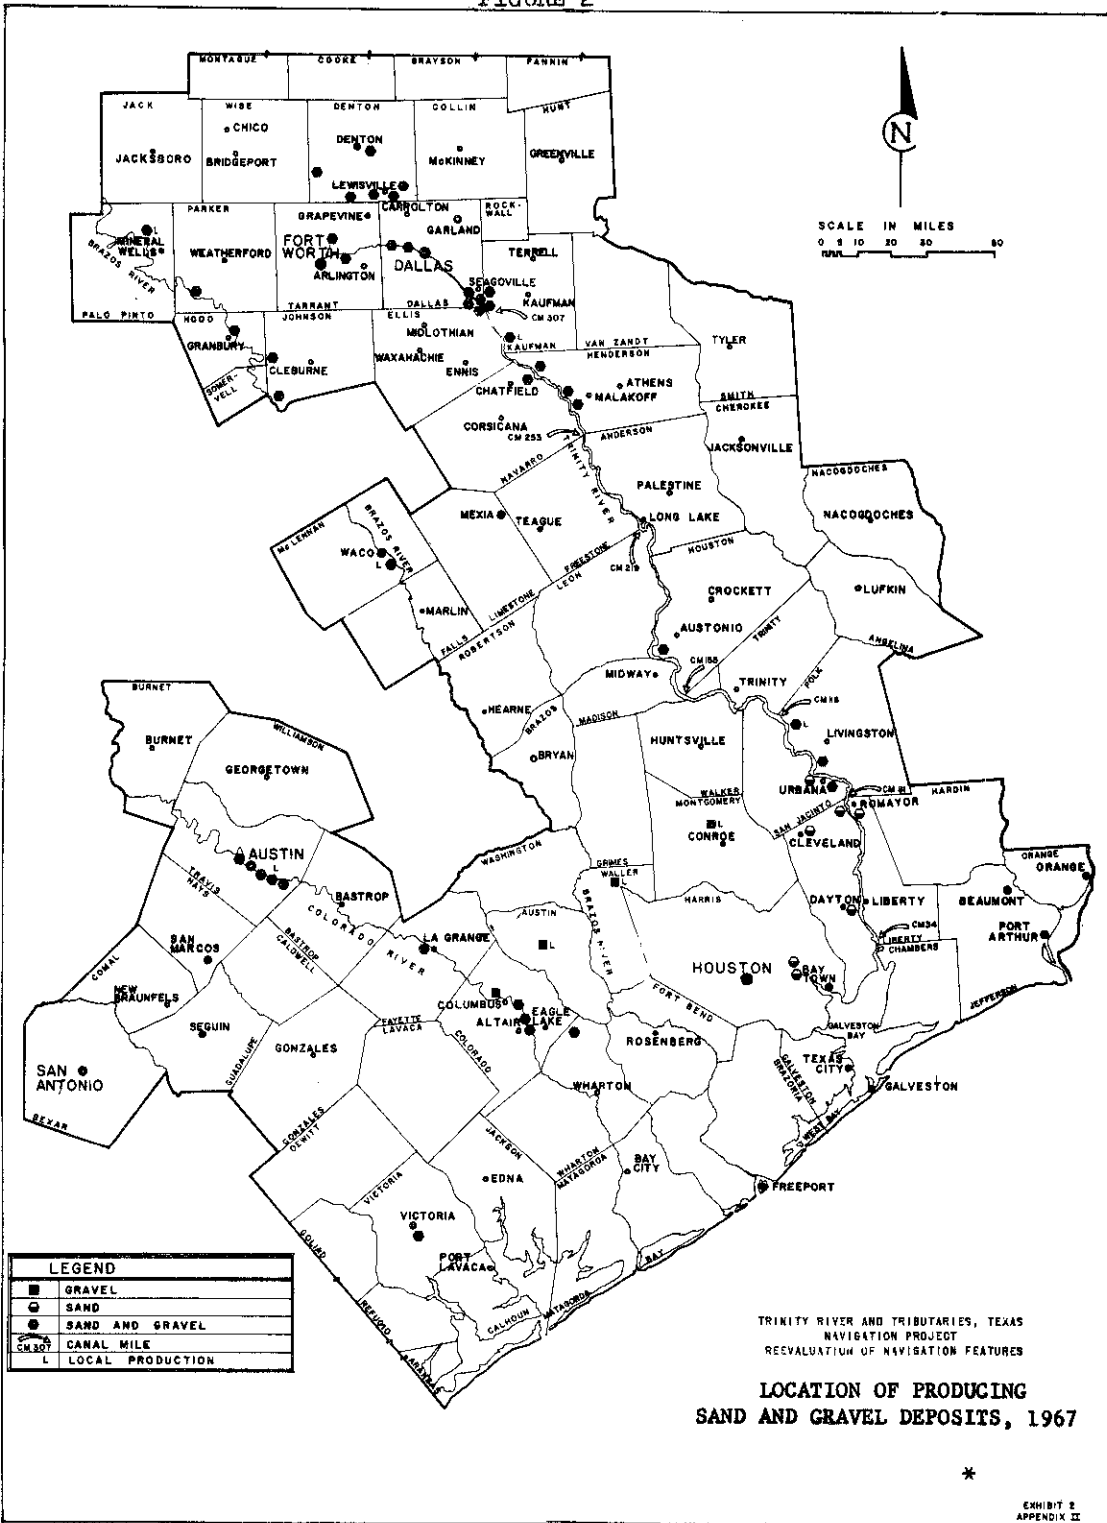 FIGURE 2
MONTAGUE
COOKE
GRAYSON
FANNIN
JACK
WISE
DENTON
COLLIN
HUNT
CHICO
DENTON
JACKSBORO
BRIDGEPORT
McKINNEY
GREENVILLE
LEWISVILLE
N
PARKER
GRAPEVINE
CARROLTON
ROCK-
WALL
GARLAND
SCALE IN MILES
0 5 10 20 30 50
MINERAL
WELLS
L
WEATHERFORD
FORT
WORTH
ARLINGTON
DALLAS
TERRELL
BRAZOS RIVER
SEAGOVILLE
KAUFMAN
PALO PINTO
HOOD
TARRANT
JOHNSON
DALLAS
ELLIS
CM 307
MIDLOTHIAN
L
GRANBURY
WAXAHACHIE
KAUFMAN
VAN ZANDT
HENDERSON
TYLER
SOMER-
VELL
CLEBURNE
ENNIS
CHATFIELD
ATHENS
MALAKOFF
SMITH
CHEROKEE
CORSICANA
CM 253
ANDERSON
JACKSONVILLE
NAVARRO
TRINITY RIVER
NACOGDOCHES
PALESTINE
MEXIA
TEAGUE
LONG LAKE
NACOGDOCHES
McLENNAN
BRAZOS RIVER
WACO
L
FREESTONE
LEON
HOUSTON
CM 219
LIMESTONE
CROCKETT
LUFKIN
MARLIN
FALLS
ROBERTSON
AUSTONIO
TRINITY
ANGELINA
MIDWAY
CM 155
TRINITY
POLK
BURNET
HEARNE
BRAZOS
MADISON
L
LIVINGSTON
BURNET
WILLIAMSON
HUNTSVILLE
BRYAN
GEORGETOWN
WALKER
MONTGOMERY
URBANA
HARDIN
ROMAYOR
L
CONROE
SAN JACINTO
CLEVELAND
WASHINGTON
ORANGE
ORANGE
AUSTIN
L
GRIMES
WALLER
L
TRAVIS
HAYS
BASTROP
HARRIS
DAYTON
LIBERTY
BEAUMONT
AUSTIN
COLORADO RIVER
BRAZOS RIVER
CM 34
PORT
ARTHUR
SAN
MARCOS
BASTROP
CALDWELL
LA GRANGE
L
LIBERTY
CHAMBERS
COMAL
HOUSTON
BAY
TOWN
NEW
BRAUNFELS
COLUMBUS
EAGLE
LAKE
FORT BEND
JEFFERSON
SEGUIN
FAYETTE
LAVACA
ALTAIR
GALVESTON
BAY
GUADALUPE
GONZALES
COLORADO
ROSENBERG
TEXAS
CITY
SAN
ANTONIO
WHARTON
GALVESTON
BRAZORIA
GALVESTON
BEXAR
GONZALES
DEWITT
JACKSON
WHARTON
MATAGORDA
WEST BAY
BAY
CITY
VICTORIA
EDNA
FREEPORT
VICTORIA
GOLIAD
PORT
LAVACA
BAY
MATAGORDA
CALHOUN
REFUGIO
ARANSAS
LEGEND
GRAVEL
SAND
SAND AND GRAVEL
CM 307 CANAL MILE
L LOCAL PRODUCTION
TRINITY RIVER AND TRIBUTARIES, TEXAS
NAVIGATION PROJECT
REEVALUATION OF NAVIGATION FEATURES
LOCATION OF PRODUCING
SAND AND GRAVEL DEPOSITS, 1967
*
EXHIBIT 2
APPENDIX II